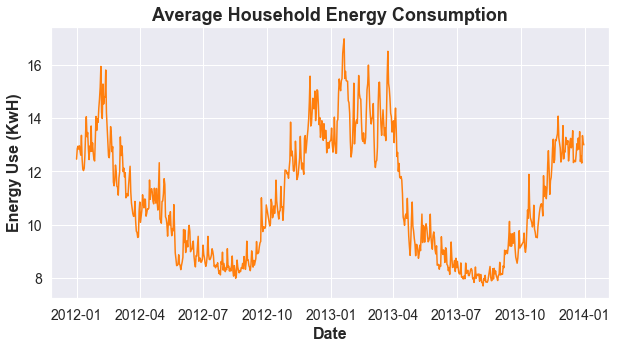 Average Household Energy Consumption
Energy Use (KwH)
16
14
12
10
8
2012-01 2012-04 2012-07 2012-10 2013-01 2013-04 2013-07 2013-10 2014-01
Date